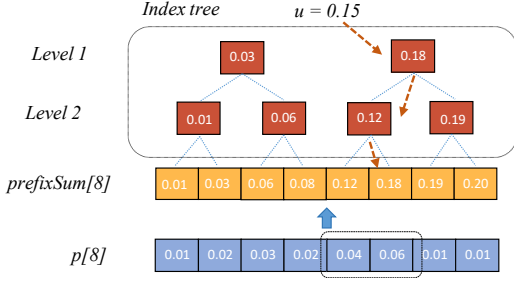 Index tree u = 0.15
Level 1 0.03 0.18
Level 2 0.01 0.06 0.12 0.19
prefixSum[8] 0.01 0.03 0.06 0.08 0.12 0.18 0.19 0.20
p[8] 0.01 0.02 0.03 0.02 0.04 0.06 0.01 0.01